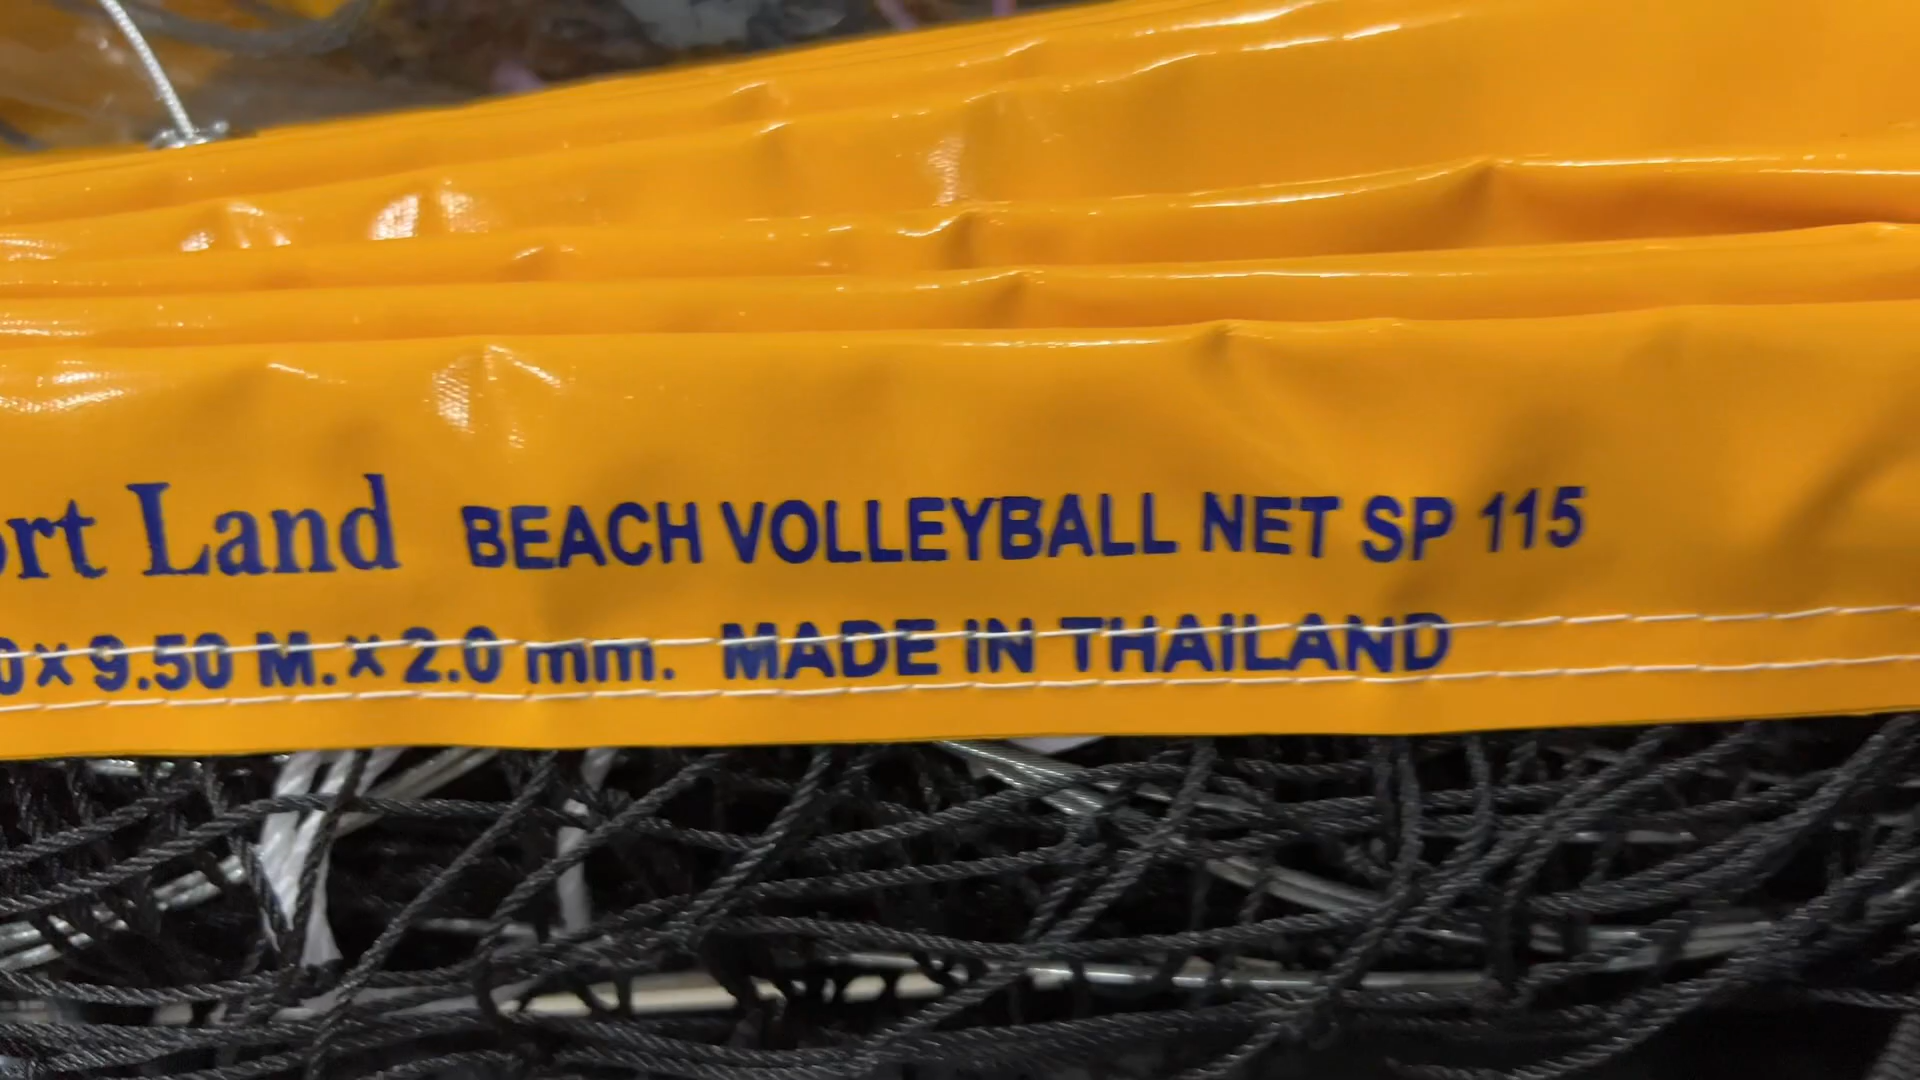 ort Land BEACH VOLLEYBALL NET SP 115
0 × 9.50 M. × 2.0 mm. MADE IN THAILAND